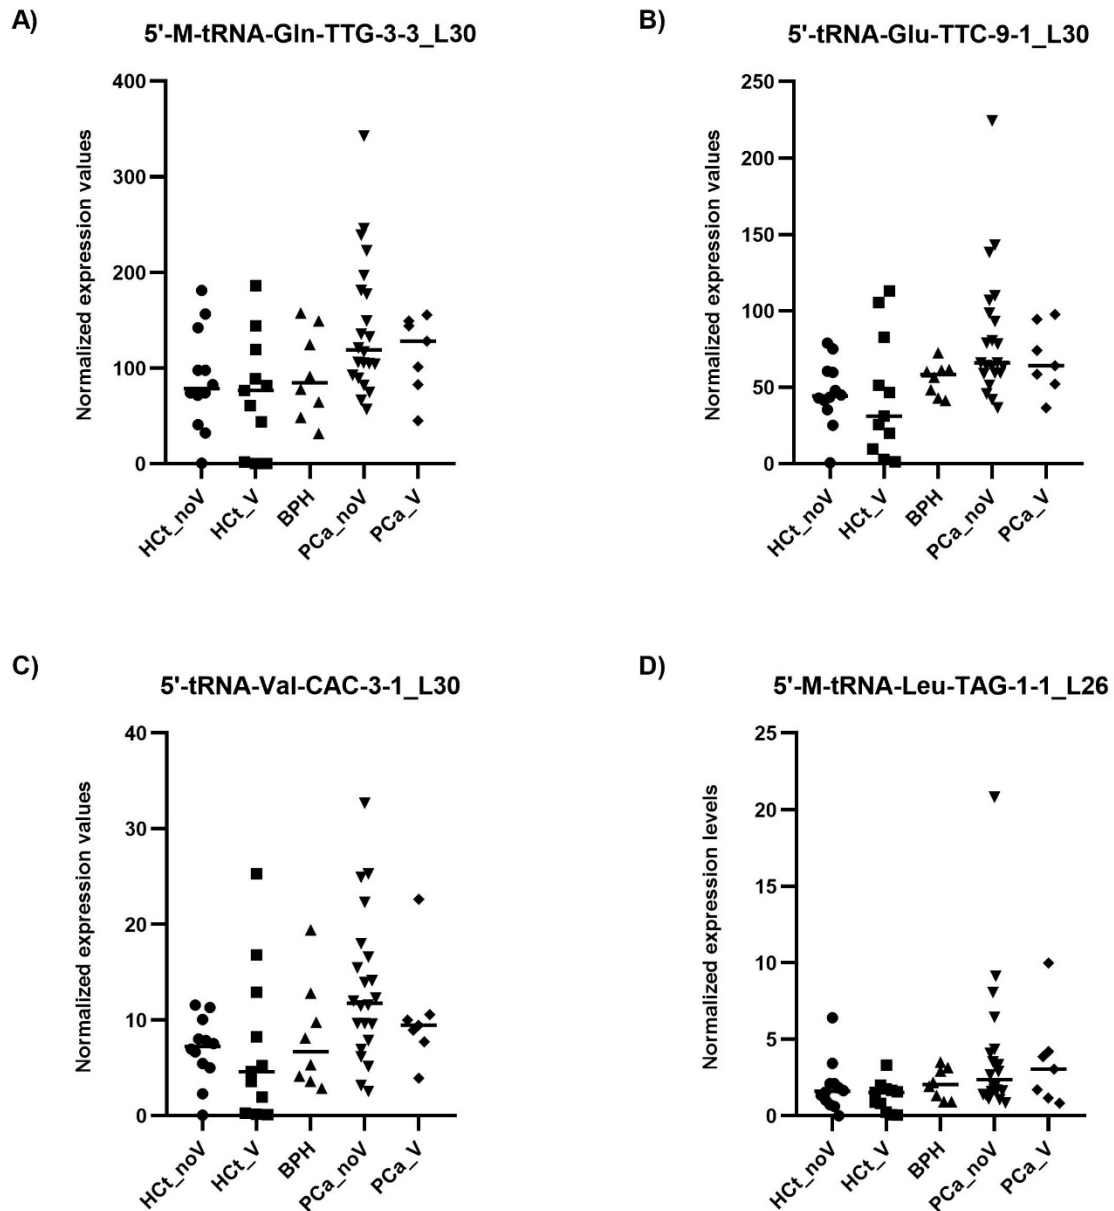 A)
5'-M-tRNA-Gln-TTG-3-3_L30
Normalized expression values
400
300
200
100
0
HCt_noV
HCt_V
BPH
PCa_noV
PCa_V
B)
5'-tRNA-Glu-TTC-9-1_L30
Normalized expression values
250
200
150
100
50
0
HCt_noV
HCt_V
BPH
PCa_noV
PCa_V
C)
5'-tRNA-Val-CAC-3-1_L30
Normalized expression values
40
30
20
10
0
HCt_noV
HCt_V
BPH
PCa_noV
PCa_V
D)
5'-M-tRNA-Leu-TAG-1-1_L26
Normalized expression levels
25
20
15
10
5
0
HCt_noV
HCt_V
BPH
PCa_noV
PCa_V